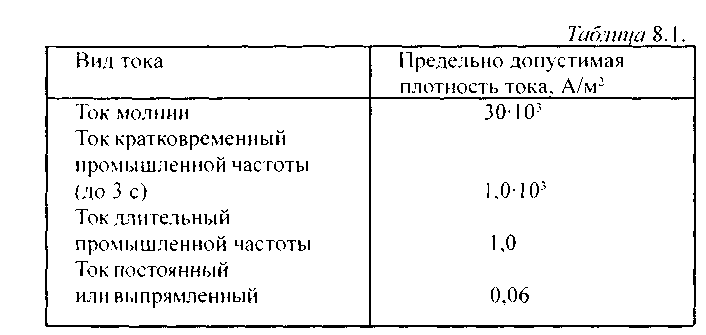 Таблица 8.1.
Вид тока
Предельно допустимая
плотность тока, А/м²
Ток молнии 30·10³
Ток кратковременный
промышленной частоты
(до 3 с) 1,0·10³
Ток длительный
промышленной частоты 1,0
Ток постоянный
или выпрямленный 0,06